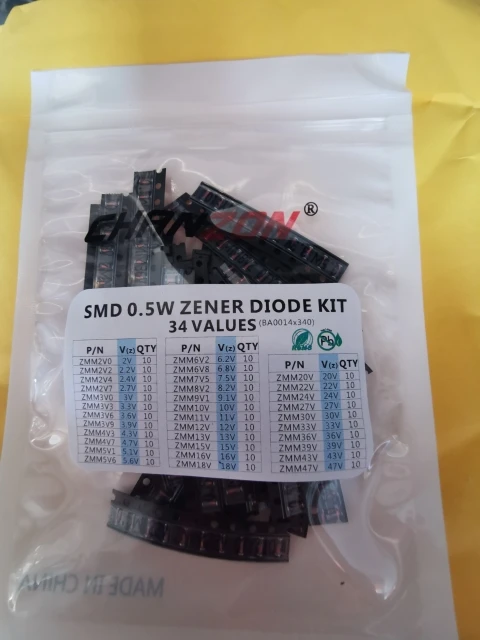 CHANZON®
SMD 0.5W ZENER DIODE KIT
34 VALUES (BA0014x340)
Pb
P/N V(z) QTY
ZMM2V0 2V 10
ZMM2V2 2.2V 10
ZMM2V4 2.4V 10
ZMM2V7 2.7V 10
ZMM3V0 3V 10
ZMM3V3 3.3V 10
ZMM3V6 3.6V 10
ZMM3V9 3.9V 10
ZMM4V3 4.3V 10
ZMM4V7 4.7V 10
ZMM5V1 5.1V 10
ZMM5V6 5.6V 10
P/N V(z) QTY
ZMM6V2 6.2V 10
ZMM6V8 6.8V 10
ZMM7V5 7.5V 10
ZMM8V2 8.2V 10
ZMM9V1 9.1V 10
ZMM10V 10V 10
ZMM11V 11V 10
ZMM12V 12V 10
ZMM13V 13V 10
ZMM15V 15V 10
ZMM16V 16V 10
ZMM18V 18V 10
P/N V(z) QTY
ZMM20V 20V 10
ZMM22V 22V 10
ZMM24V 24V 10
ZMM27V 27V 10
ZMM30V 30V 10
ZMM33V 33V 10
ZMM36V 36V 10
ZMM39V 39V 10
ZMM43V 43V 10
ZMM47V 47V 10
MADE IN CHINA